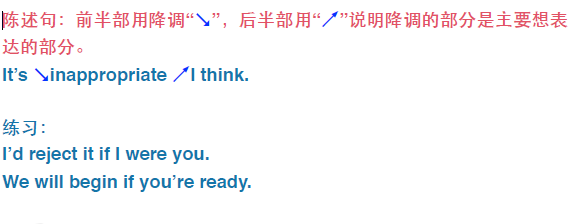 陈述句：前半部用降调“↘”，后半部用“↗”说明降调的部分是主要想表
达的部分。
It’s ↘inappropriate ↗I think.
练习：
I’d reject it if I were you.
We will begin if you’re ready.